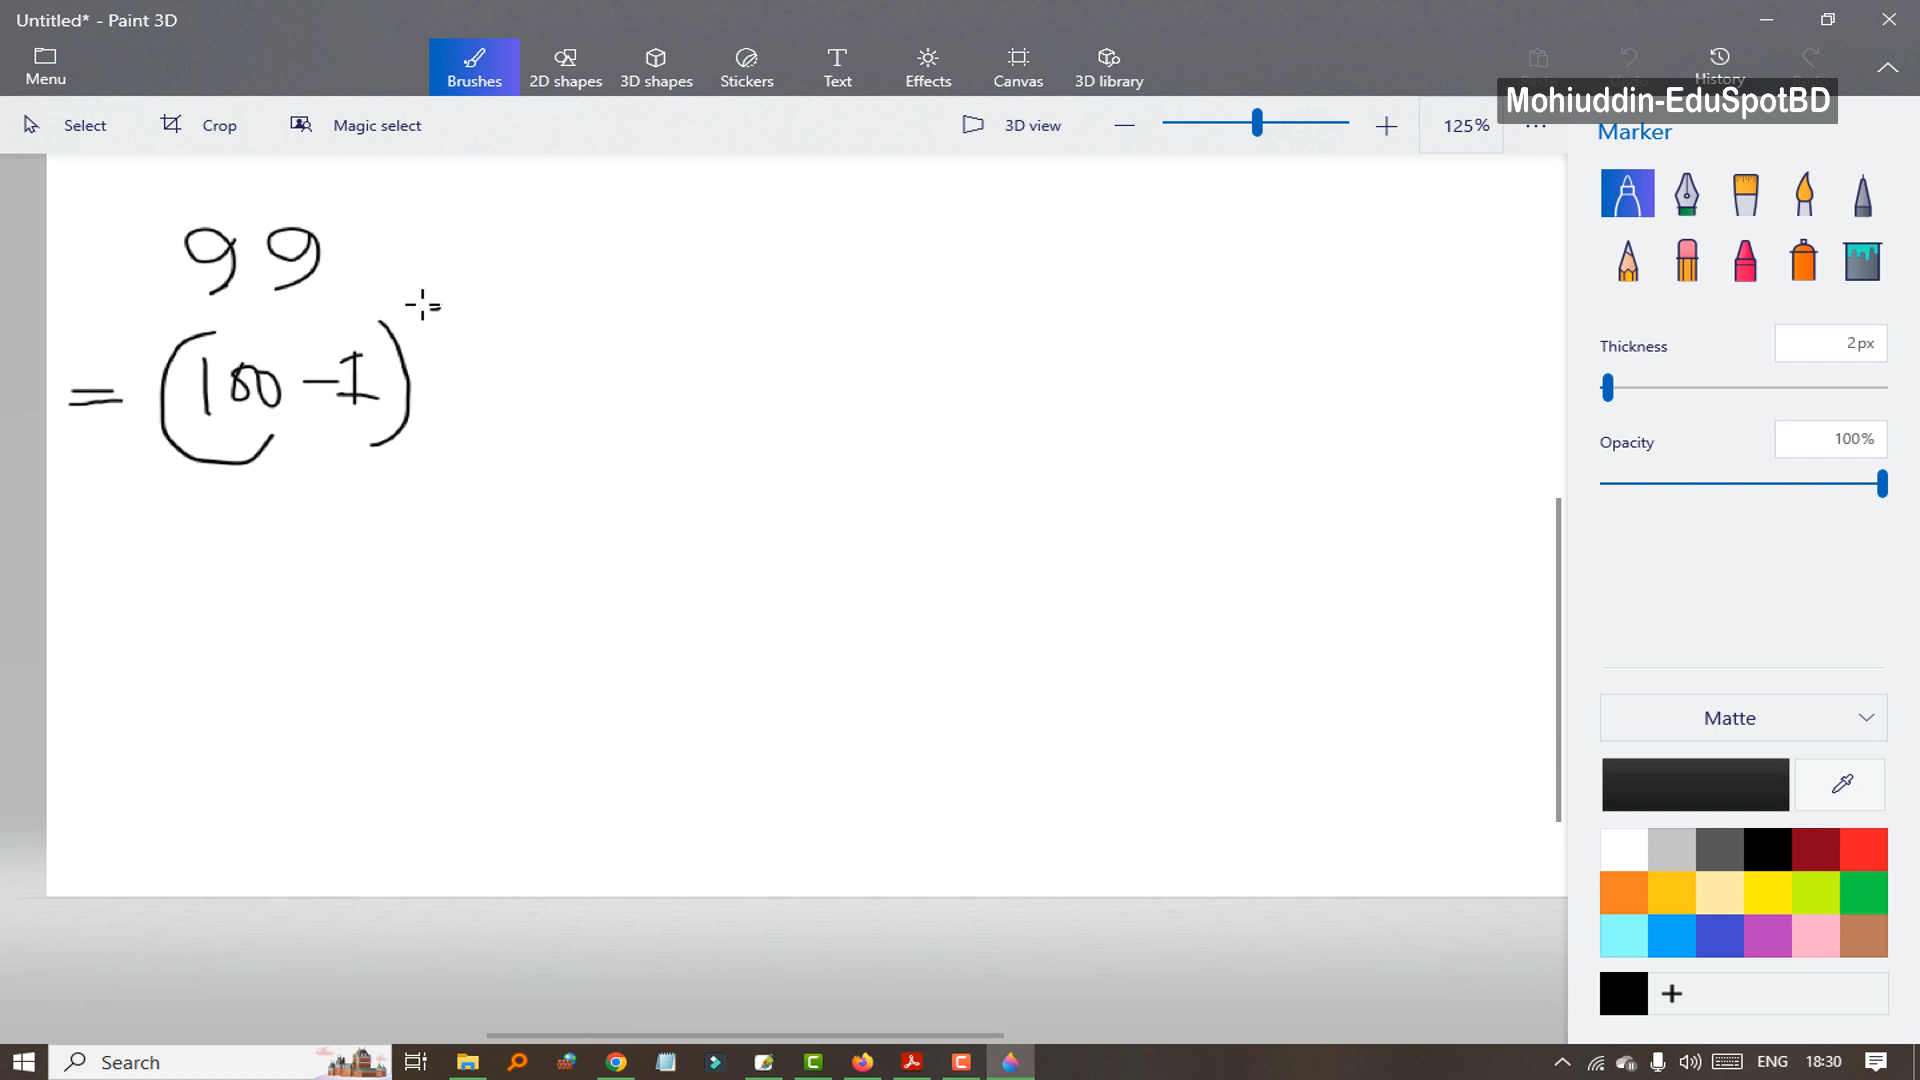 Untitled* - Paint 3D
Menu
Brushes
2D shapes
3D shapes
Stickers
Text
Effects
Canvas
3D library
History
Mohiuddin-EduSpotBD
Select
Crop
Magic select
3D view
125%
Marker
99
= (100-1)
Thickness
2px
Opacity
100%
Matte
Search
ENG
18:30